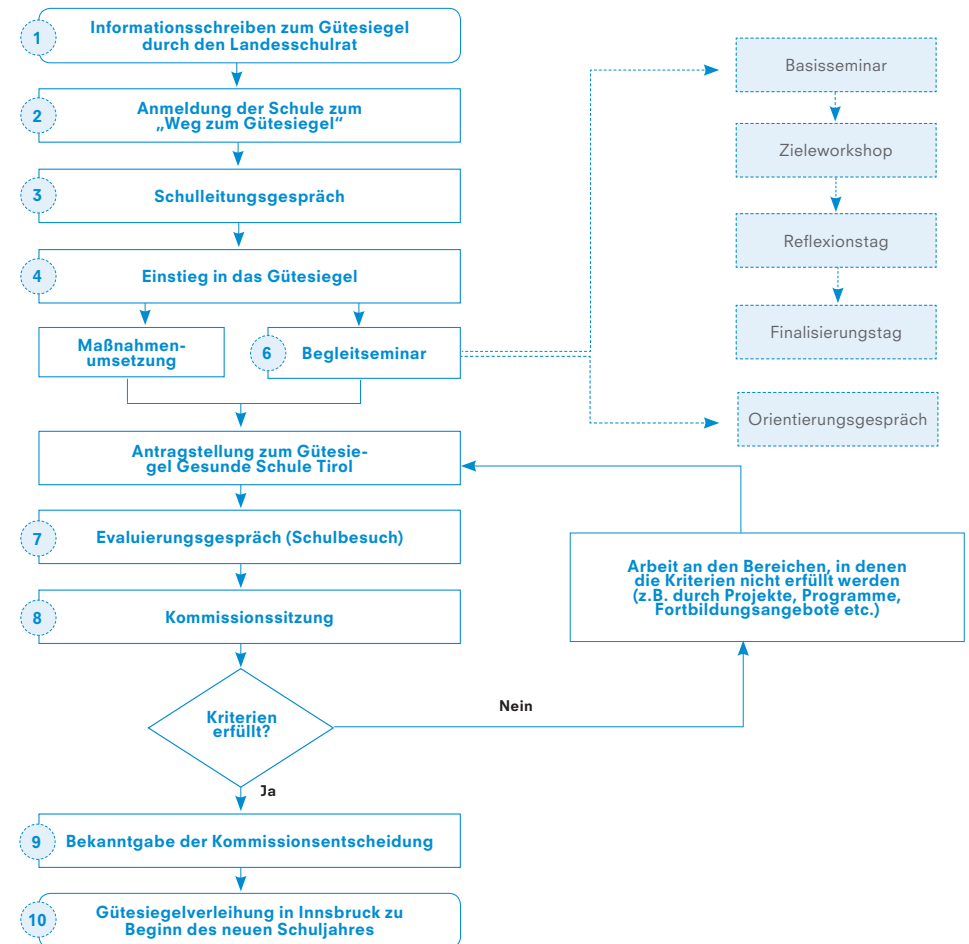 1
Informationsschreiben zum Gütesiegel
durch den Landesschulrat
2
Anmeldung der Schule zum
„Weg zum Gütesiegel“
3
Schulleitungsgespräch
4
Einstieg in das Gütesiegel
Maßnahmen-
umsetzung
6
Begleitseminar
Basisseminar
Zieleworkshop
Reflexionstag
Finalisierungstag
Orientierungsgespräch
Antragstellung zum Gütesie-
gel Gesunde Schule Tirol
7
Evaluierungsgespräch (Schulbesuch)
8
Kommissionssitzung
Kriterien
erfüllt?
Nein
Arbeit an den Bereichen, in denen
die Kriterien nicht erfüllt werden
(z.B. durch Projekte, Programme,
Fortbildungsangebote etc.)
Ja
9
Bekanntgabe der Kommissionsentscheidung
10
Gütesiegelverleihung in Innsbruck zu
Beginn des neuen Schuljahres